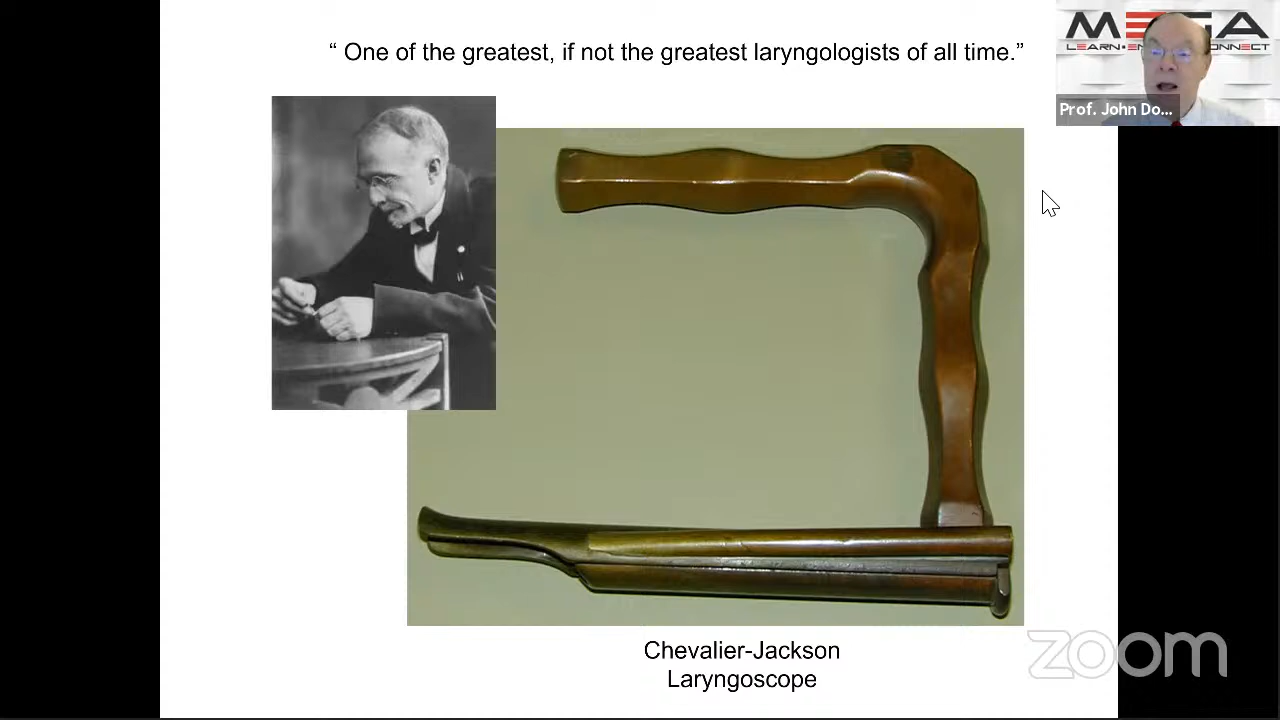 “ One of the greatest, if not the greatest laryngologists of all time.”
MEGA
Prof. John Do...
Chevalier-Jackson
Laryngoscope
zoom